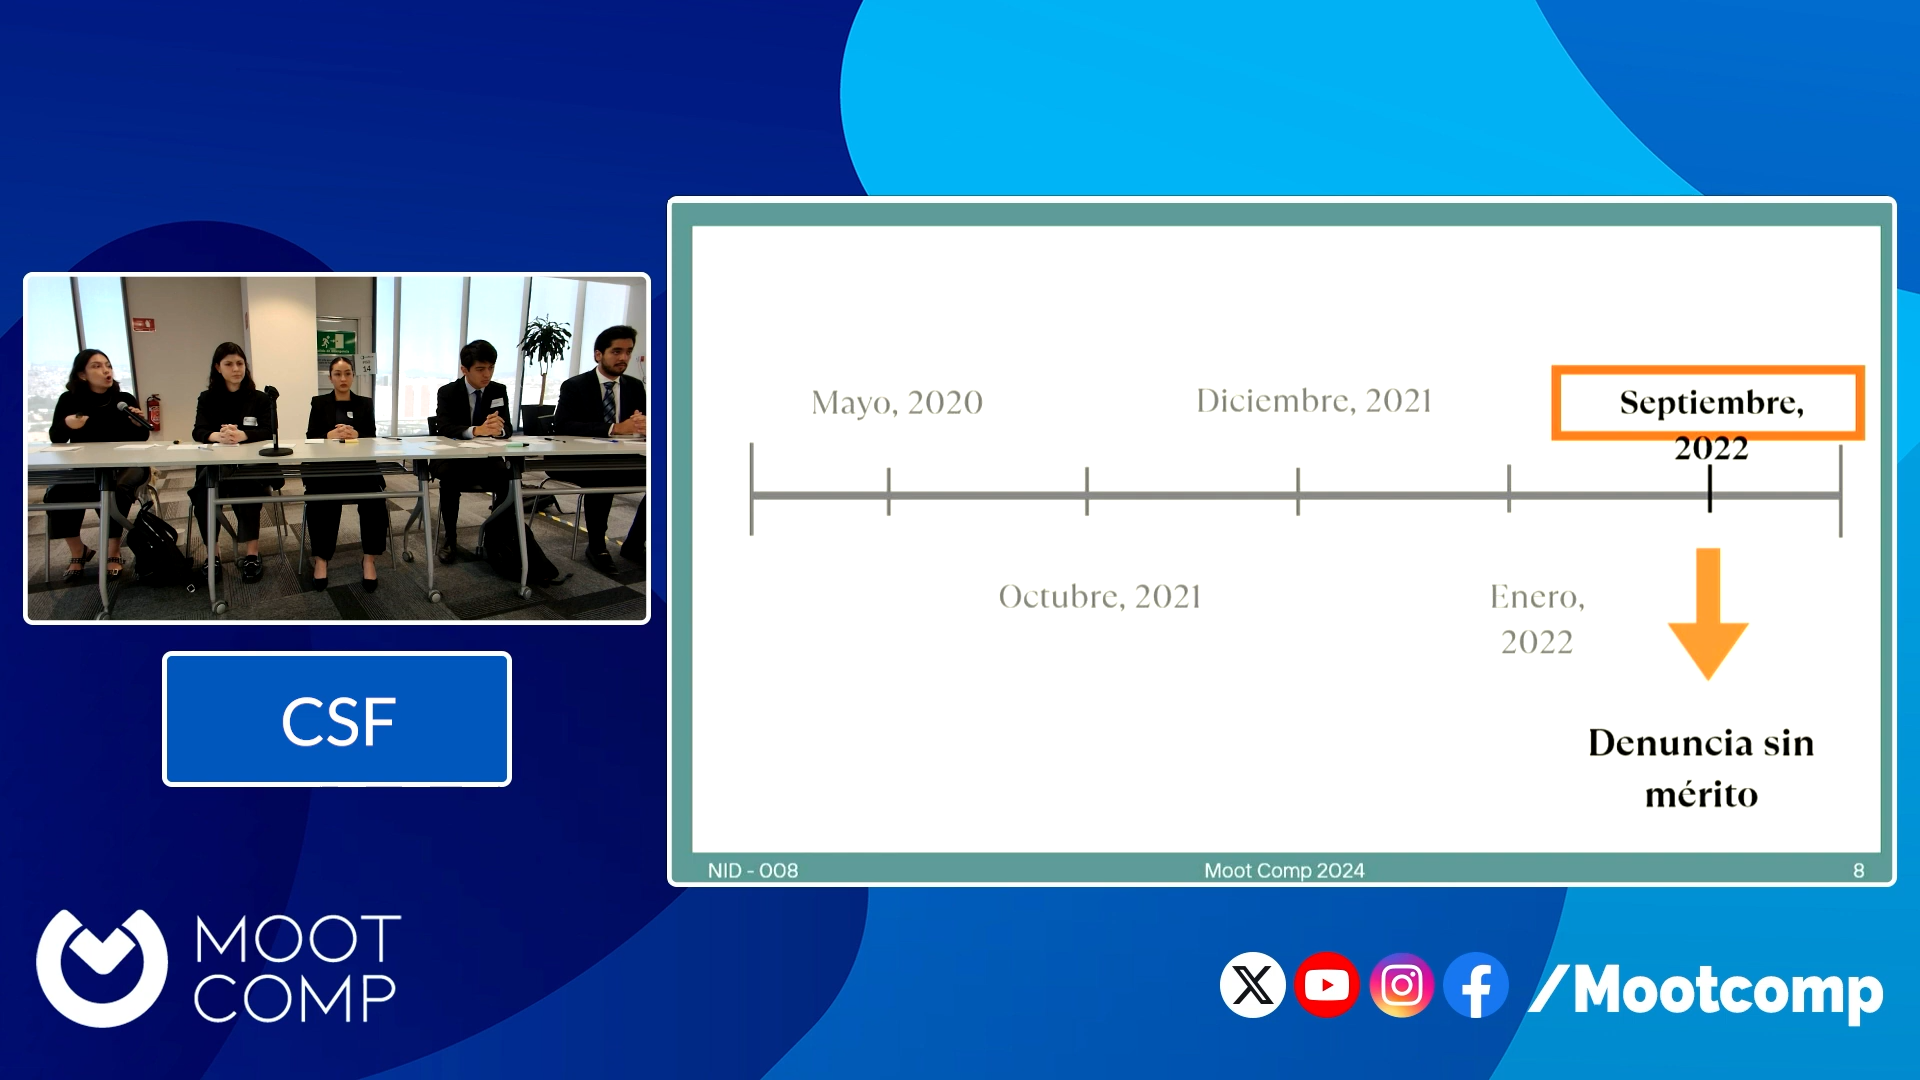 Mayo, 2020
Diciembre, 2021
Septiembre,
2022
Octubre, 2021
Enero,
2022
Denuncia sin
mérito
NID - 008
Moot Comp 2024
8
CSF
14
MOOT
COMP
/Mootcomp